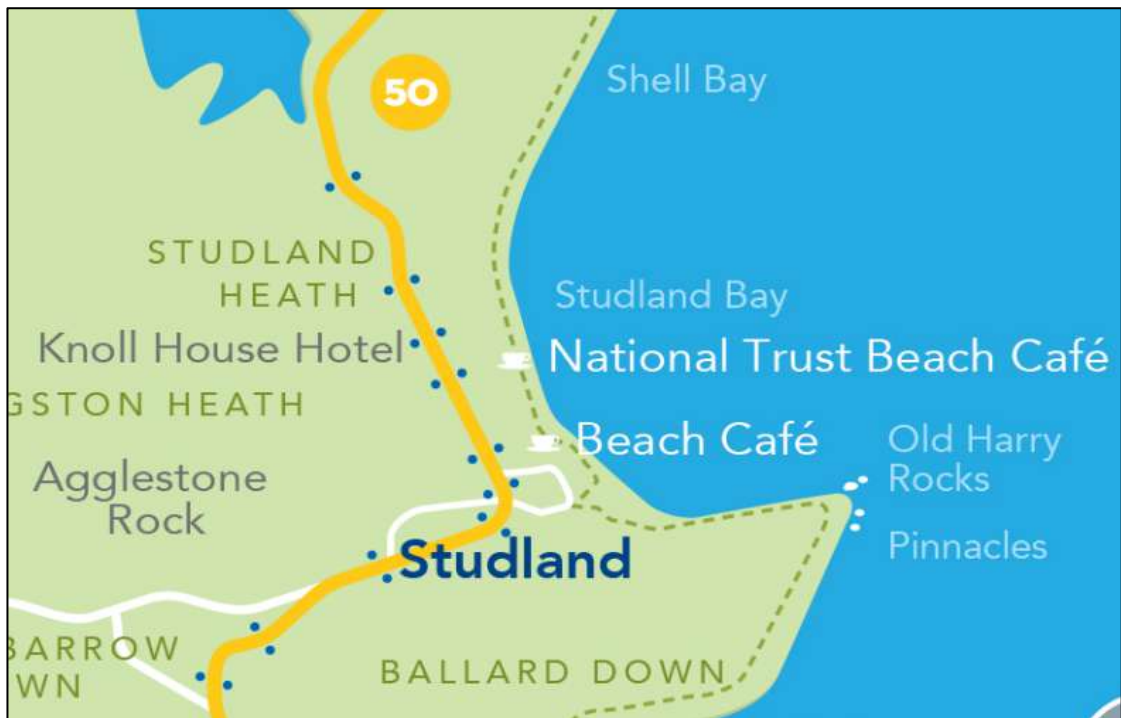 Shell Bay
50
STUDLAND
HEATH
Studland Bay
Knoll House Hotel
National Trust Beach Café
GSTON HEATH
Beach Café
Old Harry
Rocks
Agglestone
Rock
Pinnacles
Studland
BARROW
WN
BALLARD DOWN